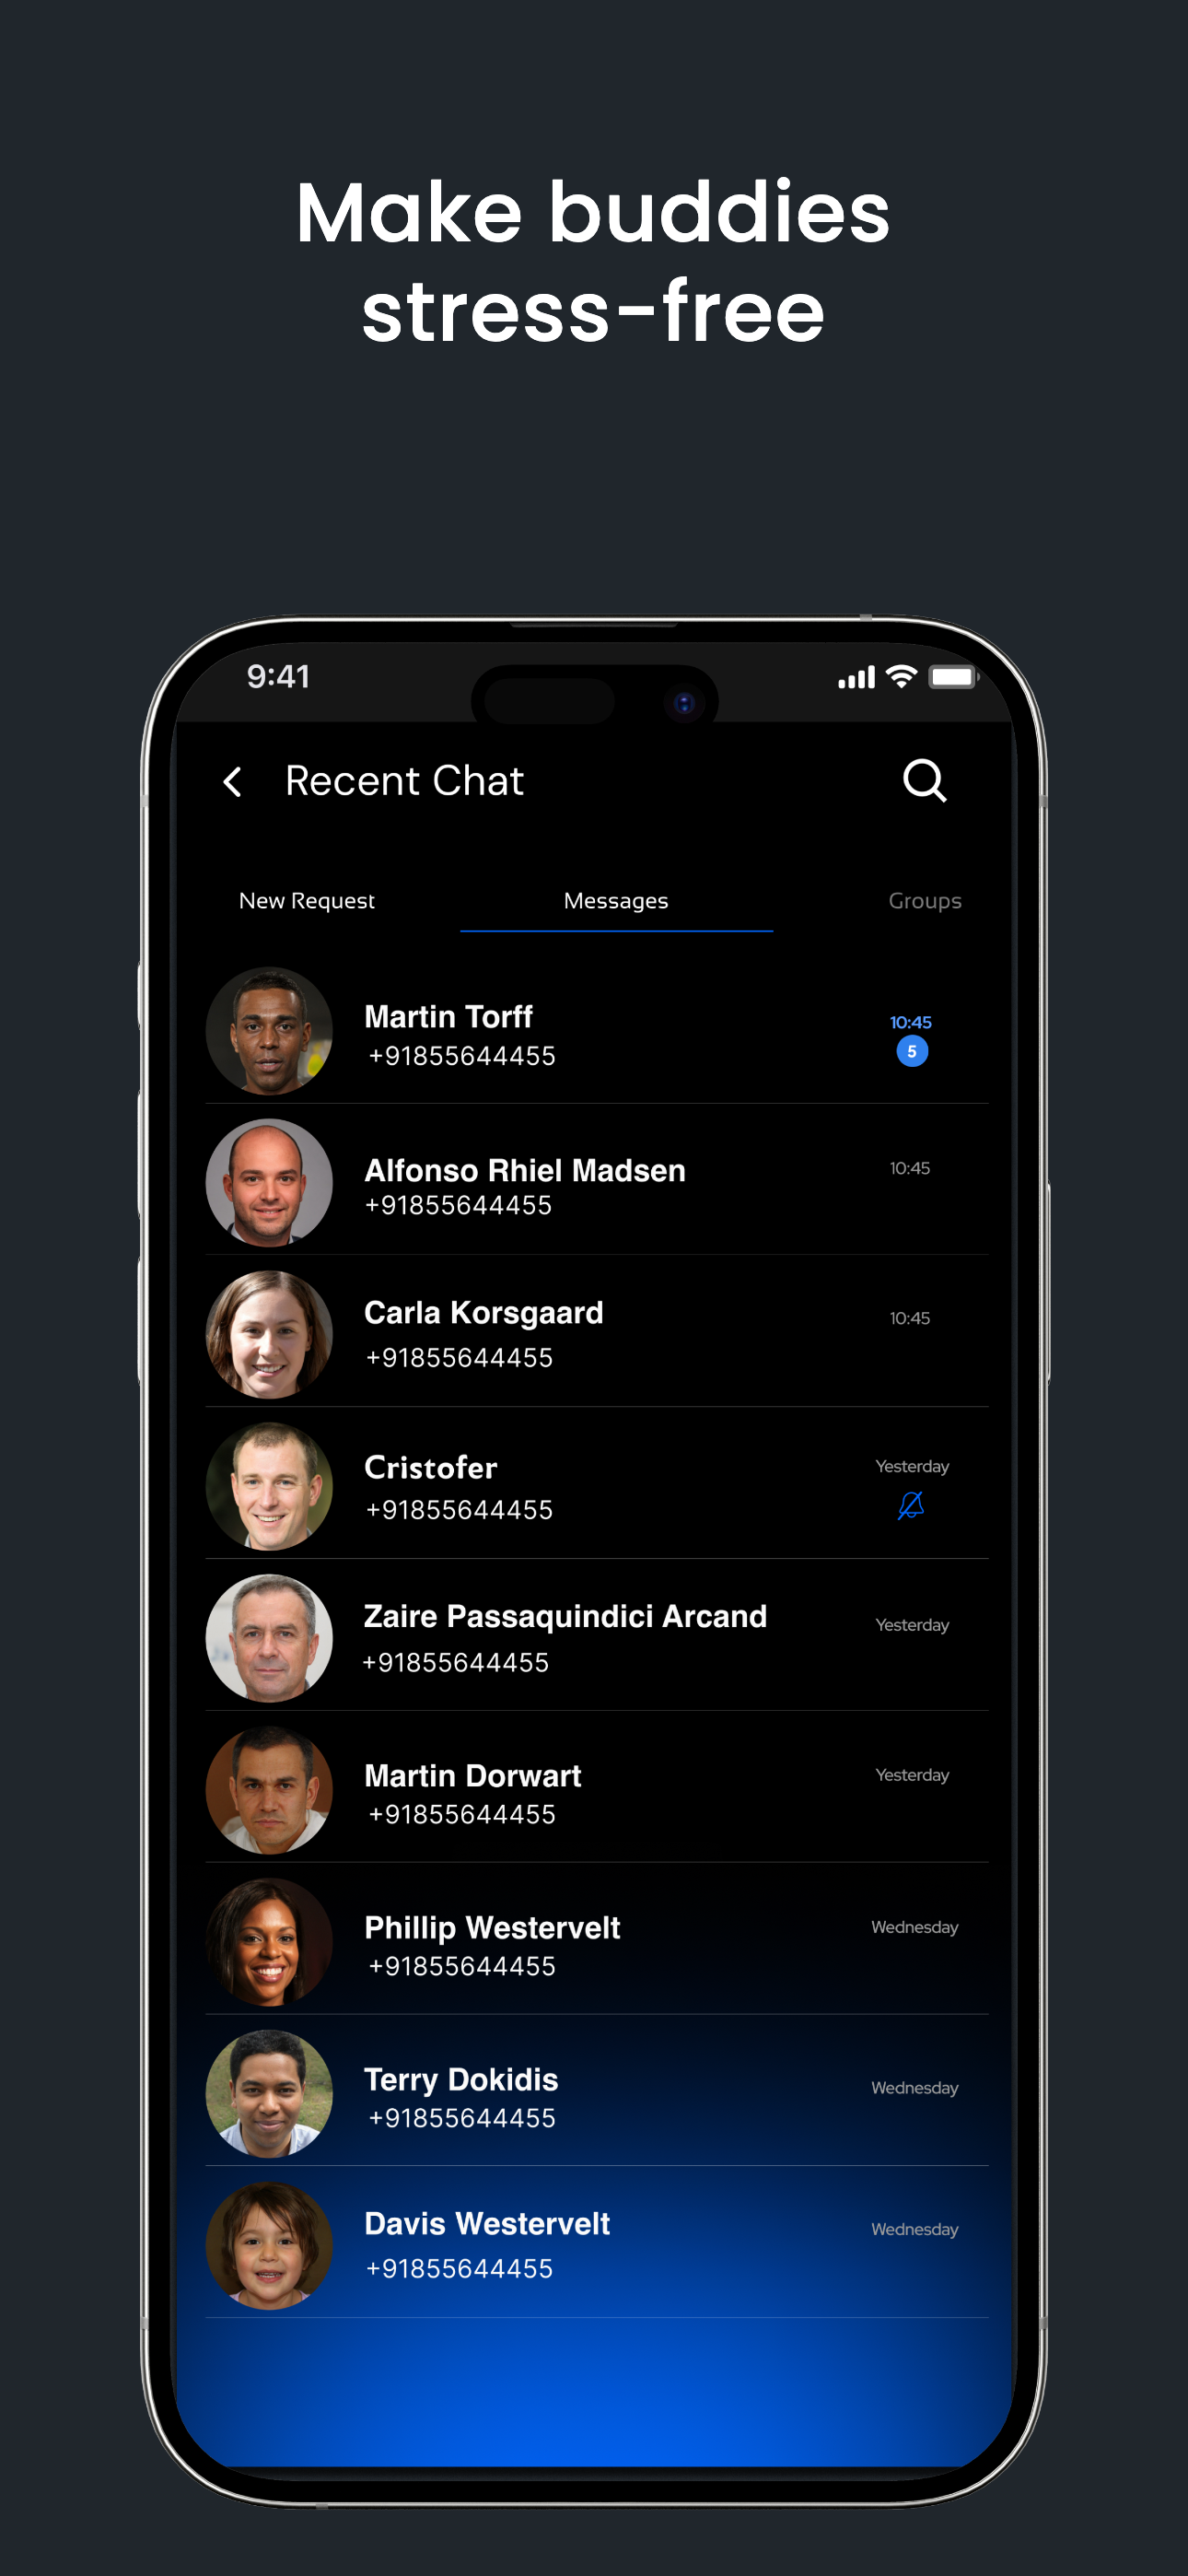 Make buddies
stress-free
9:41
Recent Chat
New Request Messages Groups
Martin Torff
10:45
+91855644455
5
Alfonso Rhiel Madsen
10:45
+91855644455
Carla Korsgaard
10:45
+91855644455
Cristofer
Yesterday
+91855644455
Zaire Passaquindici Arcand
Yesterday
+91855644455
Martin Dorwart
Yesterday
+91855644455
Phillip Westervelt
Wednesday
+91855644455
Terry Dokidis
Wednesday
+91855644455
Davis Westervelt
Wednesday
+91855644455